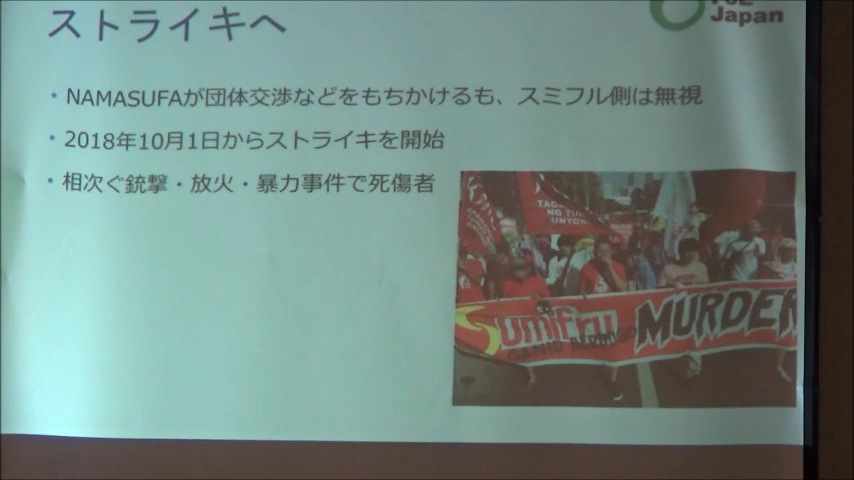 ストライキへ
Japan
・NAMASUFAが団体交渉などをもちかけるも、スミフル側は無視
・2018年10月1日からストライキを開始
・相次ぐ銃撃・放火・暴力事件で死傷者
NG TU
UNYON
Sumifru MURDER